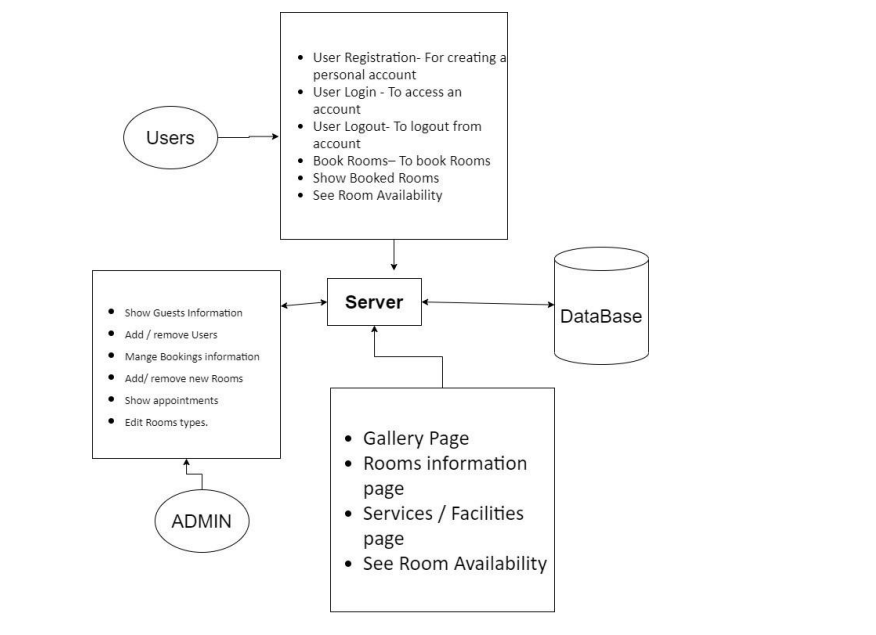 • User Registration- For creating a
personal account
• User Login - To access an
account
• User Logout- To logout from
account
• Book Rooms– To book Rooms
• Show Booked Rooms
• See Room Availability
Users
Server
DataBase
• Show Guests Information
• Add / remove Users
• Mange Bookings information
• Add/ remove new Rooms
• Show appointments
• Edit Rooms types.
ADMIN
• Gallery Page
• Rooms information
page
• Services / Facilities
page
• See Room Availability